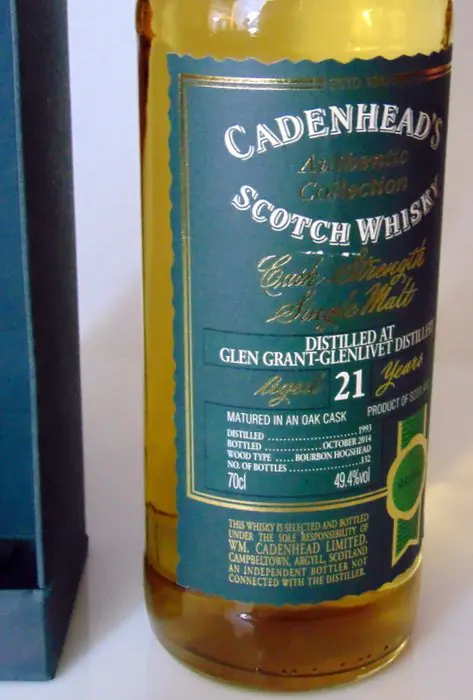 CADENHEAD'S
Authentic
Collection
SCOTCH WHISKY
Cask Strength
Single Malt
DISTILLED AT
GLEN GRANT-GLENLIVET DISTILLERY
Aged 21 Years
PRODUCT OF
MATURED IN AN OAK CASK
DISTILLED ........................ 1993
BOTTLED ............... OCTOBER 2014
WOOD TYPE ..... BOURBON HOGSHEAD
NO. OF BOTTLES .................. 132
70cl 49.4%vol
THIS WHISKY IS SELECTED AND BOTTLED
UNDER THE SOLE RESPONSIBILITY OF
WM. CADENHEAD LIMITED,
CAMPBELTOWN, ARGYLL, SCOTLAND
AN INDEPENDENT BOTTLER NOT
CONNECTED WITH THE DISTILLER.